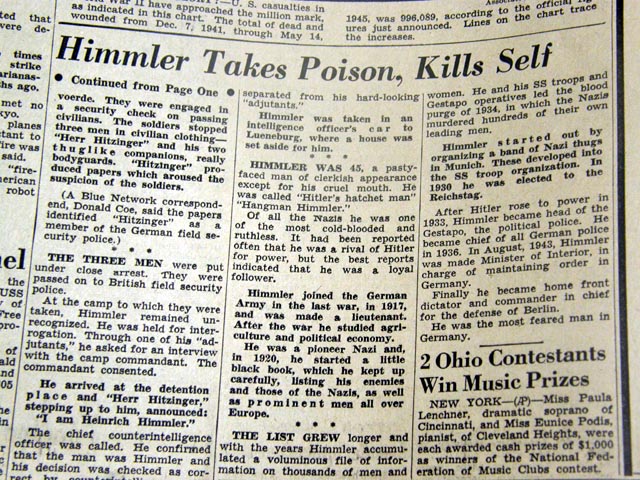 World War II have approached the million mark,
as indicated in this chart. The total of dead and
wounded from Dec. 7, 1941, through May 14,
1945, was 996,089, according to the official fig-
ures just announced. Lines on the chart trace
the increases.
Himmler Takes Poison, Kills Self
• Continued from Page One •
voerde. They were engaged in
a security check on passing
civilians. The soldiers stopped
three men in civilian clothing—
"Herr Hitzinger" and his two
thuglike companions, really
bodyguards. "Hitzinger" pro-
duced papers which aroused the
suspicion of the soldiers.
(A Blue Network correspond-
end, Donald Coe, said the papers
identified "Hitzinger" as a
member of the German field se-
curity police.)
* * * *
THE THREE MEN were put
under close arrest. They were
passed on to British field security
police.
At the camp to which they were
taken, Himmler remained un-
recognized. He was held for inter-
rogation. Through one of his "ad-
jutants," he asked for an interview
with the camp commandant. The
commandant consented.
He arrived at the detention
place and "Herr Hitzinger,"
stepping up to him, announced:
"I am Heinrich Himmler."
The chief counterintelligence
officer was called. He confirmed
that the man was Himmler and
his decision was checked as cor-
rect by
separated from his hard-looking
"adjutants."
Himmler was taken in an
intelligence officer's car to
Lueneburg, where a house was
set aside for him.
* * *
HIMMLER WAS 45, a pasty-
faced man of clerkish appearance
except for his cruel mouth. He
was called "Hitler's hatchet man"
"Hangman Himmler."
Of all the Nazis he was one
of the most cold-blooded and
ruthless. It had been reported
often that he was a rival of Hitler
for power, but the best reports
indicated that he was a loyal
follower.
Himmler joined the German
Army in the last war, in 1917,
and was made a lieutenant.
After the war he studied agri-
culture and political economy.
He was a pioneer Nazi and,
in 1920, he started a little
black book, which he kept up
carefully, listing his enemies
and those of the Nazis, as well
as prominent men all over
Europe.
* * *
THE LIST GREW longer and
with the years Himmler accumu-
lated a voluminous file of infor-
mation on thousands of men and
women. He and his SS troops and
Gestapo operatives led the blood
purge of 1934, in which the Nazis
murdered hundreds of their own
leading men.
Himmler started out by
organizing a band of Nazi thugs
in Munich. These developed into
the SS troop organization. In
1930 he was elected to the
Reichstag.
After Hitler rose to power in
1933, Himmler became head of the
Gestapo, the political police. He
became chief of all German police
in 1936. In August, 1943, Himmler
was made Minister of Interior, in
charge of maintaining order in
Germany.
Finally he became home front
dictator and commander in chief
for the defense of Berlin.
He was the most feared man in
Germany.
2 Ohio Contestants
Win Music Prizes
NEW YORK—(AP)—Miss Paula
Lenchner, dramatic soprano of
Cincinnati, and Miss Eunice Podis,
pianist, of Cleveland Heights, were
each awarded cash prizes of $1,000
as winners of the National Fed-
eration of Music Clubs contest.